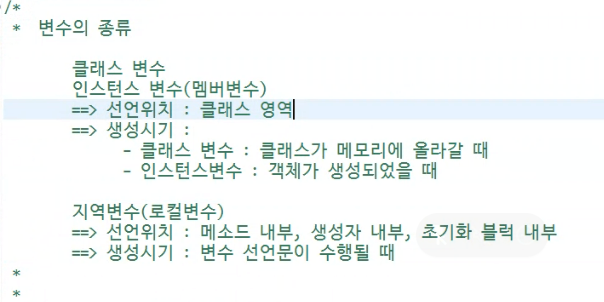 /*
* 변수의 종류
클래스 변수
인스턴스 변수(멤버변수)
==> 선언위치 : 클래스 영역
==> 생성시기 :
- 클래스 변수 : 클래스가 메모리에 올라갈 때
- 인스턴스변수 : 객체가 생성되었을 때
지역변수(로컬변수)
==> 선언위치 : 메소드 내부, 생성자 내부, 초기화 블럭 내부
==> 생성시기 : 변수 선언문이 수행될 때
*
*